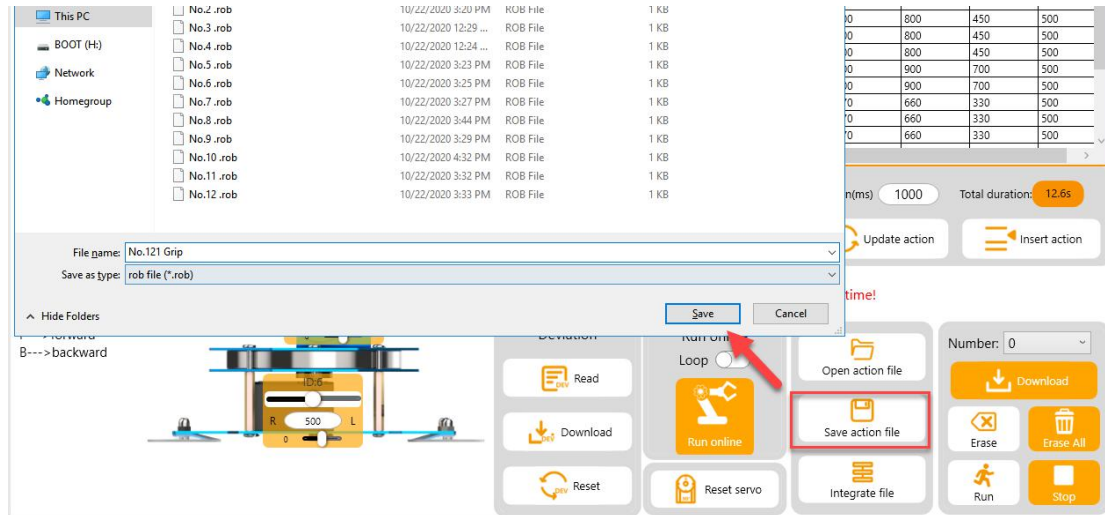 This PC
BOOT (H:)
Network
Homegroup
No.2 .rob 10/22/2020 3:20 PM ROB File 1 KB
No.3 .rob 10/22/2020 12:29 ... ROB File 1 KB
No.4 .rob 10/22/2020 12:24 ... ROB File 1 KB
No.5 .rob 10/22/2020 3:23 PM ROB File 1 KB
No.6 .rob 10/22/2020 3:25 PM ROB File 1 KB
No.7 .rob 10/22/2020 3:27 PM ROB File 1 KB
No.8 .rob 10/22/2020 3:44 PM ROB File 1 KB
No.9 .rob 10/22/2020 3:29 PM ROB File 1 KB
No.10 .rob 10/22/2020 4:32 PM ROB File 1 KB
No.11 .rob 10/22/2020 3:32 PM ROB File 1 KB
No.12 .rob 10/22/2020 3:33 PM ROB File 1 KB
File name: No.121 Grip
Save as type: rob file (*.rob)
Hide Folders
Save
Cancel
800 450 500
800 450 500
800 450 500
900 700 500
900 700 500
660 330 500
660 330 500
660 330 500
n(ms) 1000 Total duration: 12.6s
Update action
Insert action
time!
B--->backward
ID:6
R 500 L
0
Deviation
DEV Read
DEV Download
DEV Reset
Run online
Loop
Run online
Reset servo
Open action file
Save action file
Integrate file
Number: 0
Download
Erase
Erase All
Run
Stop